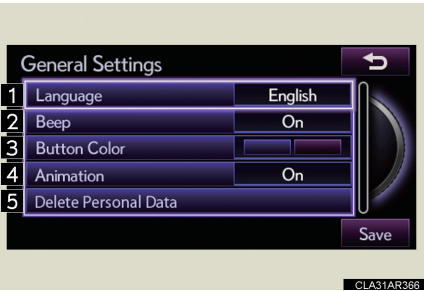 General Settings
1 Language English
2 Beep On
3 Button Color
4 Animation On
5 Delete Personal Data
Save
CLA31AR366